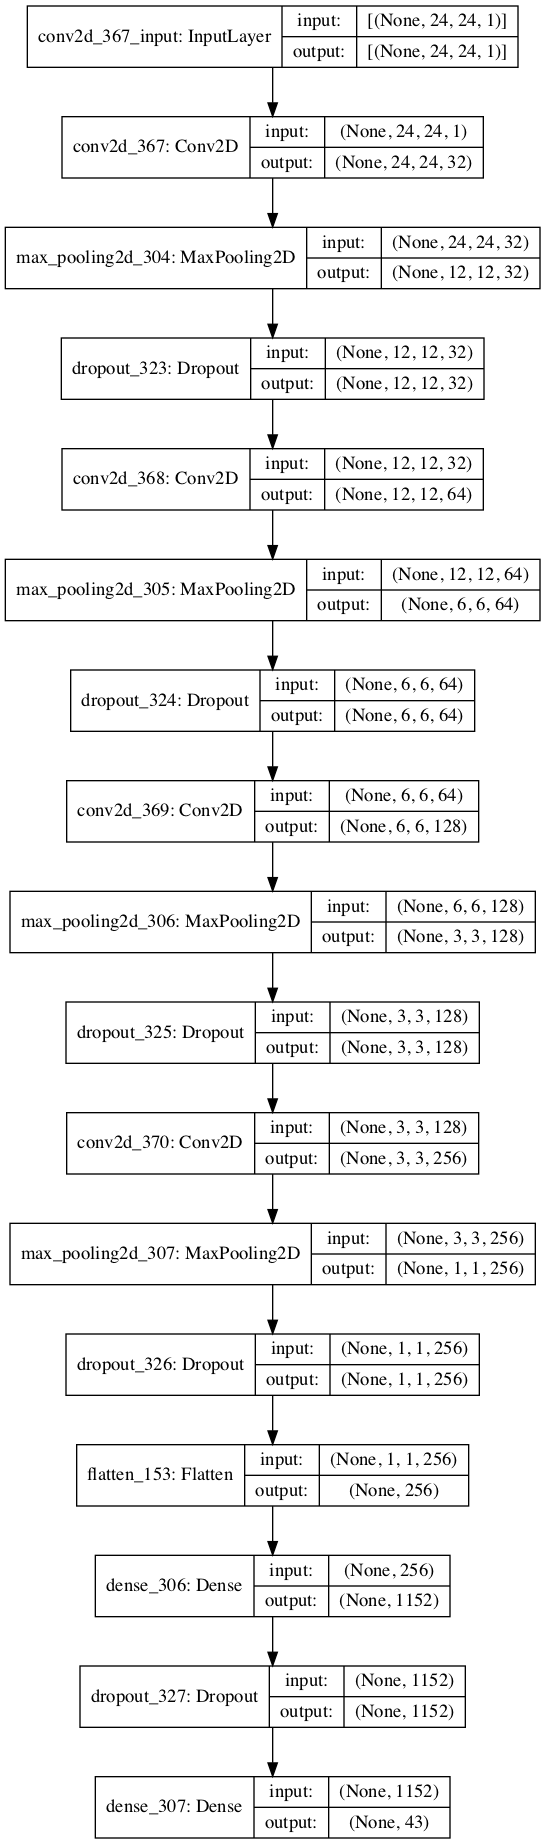 conv2d_367_input: InputLayer
input: [(None, 24, 24, 1)]
output: [(None, 24, 24, 1)]
conv2d_367: Conv2D
input: (None, 24, 24, 1)
output: (None, 24, 24, 32)
max_pooling2d_304: MaxPooling2D
input: (None, 24, 24, 32)
output: (None, 12, 12, 32)
dropout_323: Dropout
input: (None, 12, 12, 32)
output: (None, 12, 12, 32)
conv2d_368: Conv2D
input: (None, 12, 12, 32)
output: (None, 12, 12, 64)
max_pooling2d_305: MaxPooling2D
input: (None, 12, 12, 64)
output: (None, 6, 6, 64)
dropout_324: Dropout
input: (None, 6, 6, 64)
output: (None, 6, 6, 64)
conv2d_369: Conv2D
input: (None, 6, 6, 64)
output: (None, 6, 6, 128)
max_pooling2d_306: MaxPooling2D
input: (None, 6, 6, 128)
output: (None, 3, 3, 128)
dropout_325: Dropout
input: (None, 3, 3, 128)
output: (None, 3, 3, 128)
conv2d_370: Conv2D
input: (None, 3, 3, 128)
output: (None, 3, 3, 256)
max_pooling2d_307: MaxPooling2D
input: (None, 3, 3, 256)
output: (None, 1, 1, 256)
dropout_326: Dropout
input: (None, 1, 1, 256)
output: (None, 1, 1, 256)
flatten_153: Flatten
input: (None, 1, 1, 256)
output: (None, 256)
dense_306: Dense
input: (None, 256)
output: (None, 1152)
dropout_327: Dropout
input: (None, 1152)
output: (None, 1152)
dense_307: Dense
input: (None, 1152)
output: (None, 43)